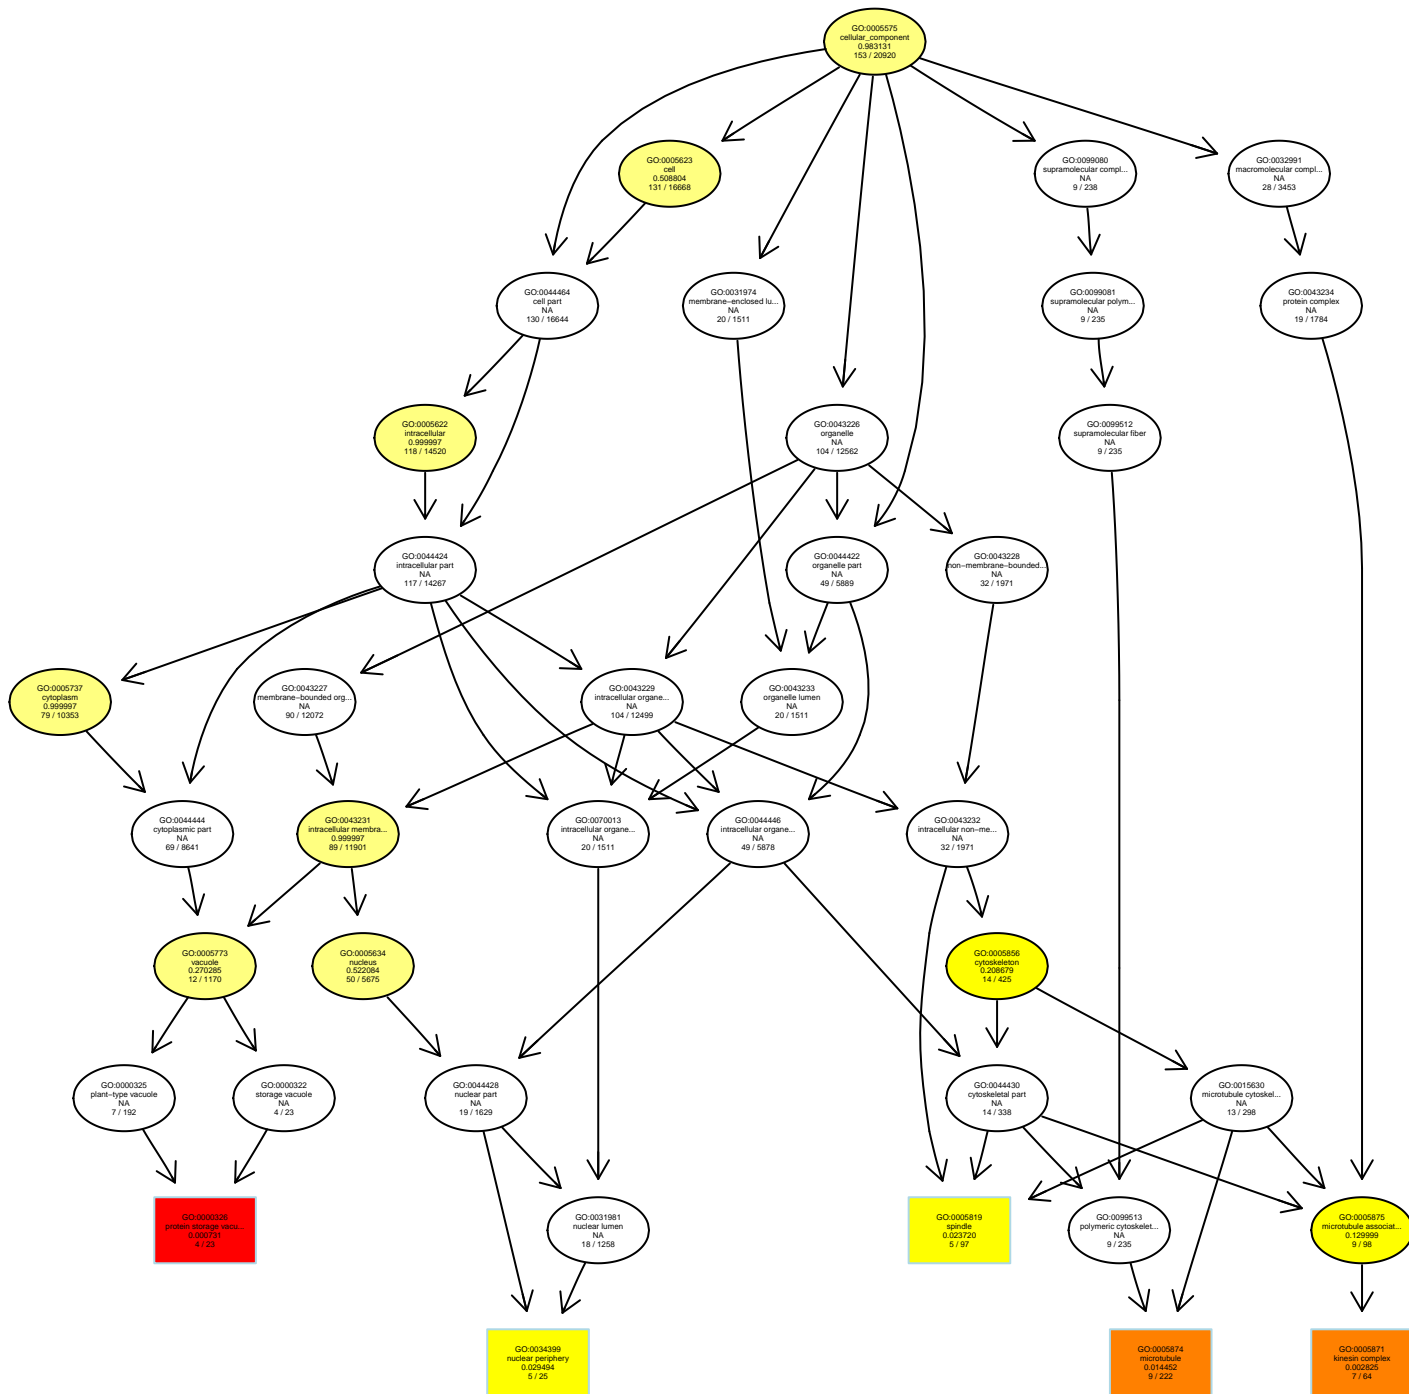 GO:0005575
cellular_component
0.983131
153 / 20920
GO:0005623
cell
0.508804
131 / 16668
GO:0099080
supramolecular compl...
NA
9 / 238
GO:0032991
macromolecular compl...
NA
28 / 3453
GO:0044464
cell part
NA
130 / 16644
GO:0031974
membrane−enclosed lu...
NA
20 / 1511
GO:0099081
supramolecular polym...
NA
9 / 235
GO:0043234
protein complex
NA
19 / 1784
GO:0005622
intracellular
0.999997
118 / 14520
GO:0043226
organelle
NA
104 / 12562
GO:0099512
supramolecular fiber
NA
9 / 235
GO:0044424
intracellular part
NA
117 / 14267
GO:0044422
organelle part
NA
49 / 5889
GO:0043228
non−membrane−bounded...
NA
32 / 1971
GO:0005737
cytoplasm
0.999997
79 / 10353
GO:0043227
membrane−bounded org...
NA
90 / 12072
GO:0043229
intracellular organe...
NA
104 / 12499
GO:0043233
organelle lumen
NA
20 / 1511
GO:0044444
cytoplasmic part
NA
69 / 8641
GO:0043231
intracellular membra...
0.999997
89 / 11901
GO:0070013
intracellular organe...
NA
20 / 1511
GO:0044446
intracellular organe...
NA
49 / 5878
GO:0043232
intracellular non−me...
NA
32 / 1971
GO:0005773
vacuole
0.270285
12 / 1170
GO:0005634
nucleus
0.522084
50 / 5675
GO:0005856
cytoskeleton
0.208679
14 / 425
GO:0000325
plant−type vacuole
NA
7 / 192
GO:0000322
storage vacuole
NA
4 / 23
GO:0044428
nuclear part
NA
19 / 1629
GO:0044430
cytoskeletal part
NA
14 / 338
GO:0015630
microtubule cytoskel...
NA
13 / 298
GO:0000326
protein storage vacu...
0.000731
4 / 23
GO:0031981
nuclear lumen
NA
18 / 1258
GO:0005819
spindle
0.023720
5 / 97
GO:0099513
polymeric cytoskelet...
NA
9 / 235
GO:0005875
microtubule associat...
0.129999
9 / 98
GO:0034399
nuclear periphery
0.029494
5 / 25
GO:0005874
microtubule
0.014452
9 / 222
GO:0005871
kinesin complex
0.002825
7 / 64